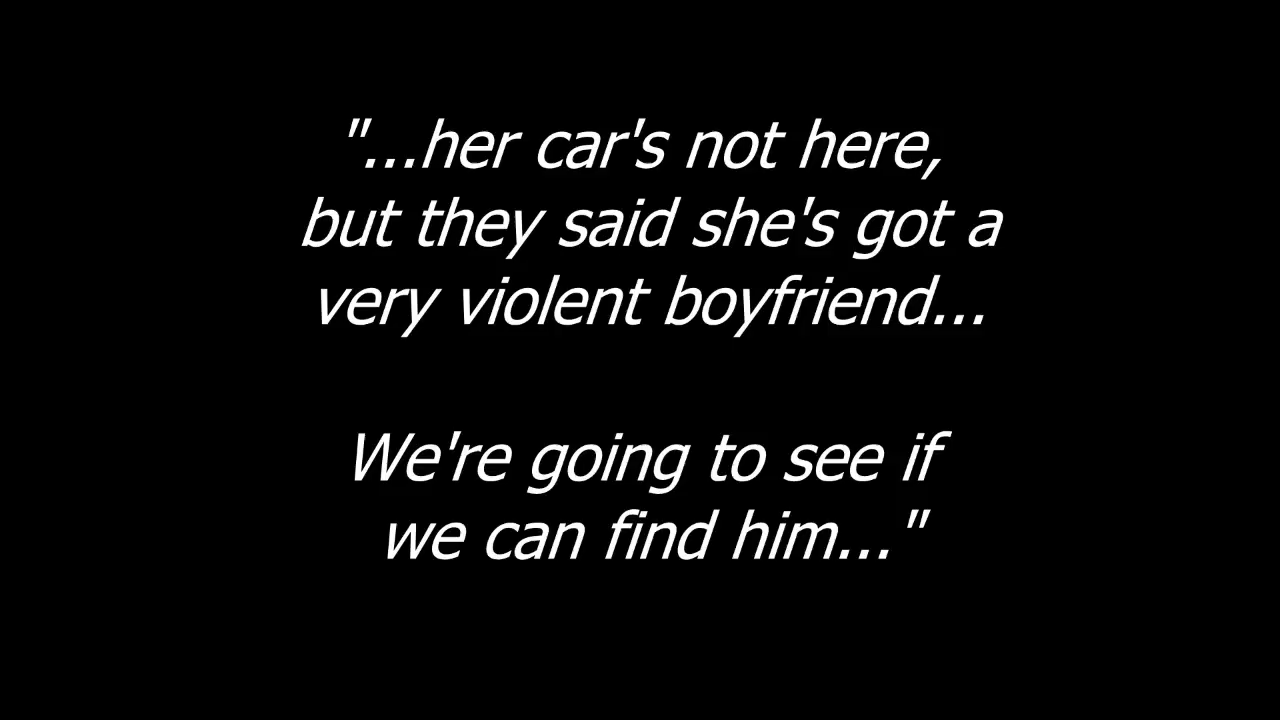 "...her car's not here,
but they said she's got a
very violent boyfriend...
We're going to see if
we can find him..."